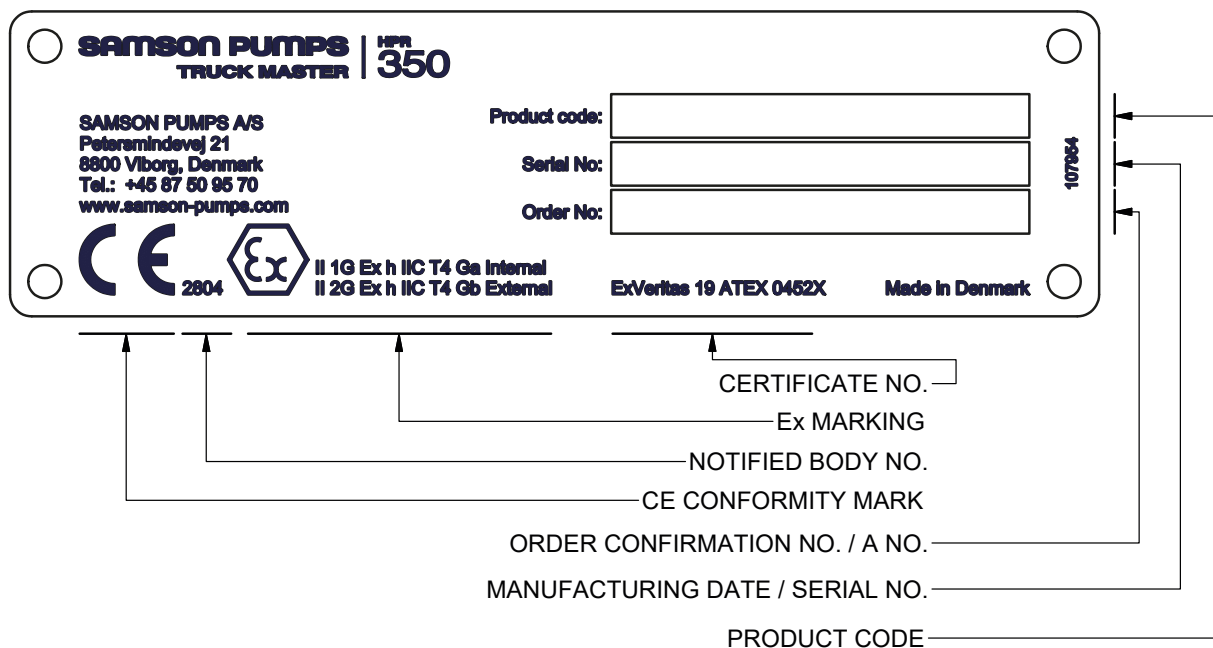 SAMSON PUMPS
TRUCK MASTER
HPR
350
SAMSON PUMPS A/S
Petersmindevej 21
8800 Viborg, Denmark
Tel.: +45 87 50 95 70
www.samson-pumps.com
Product code:
Serial No:
Order No:
107954
CE 2804 Ex
II 1G Ex h IIC T4 Ga Internal
II 2G Ex h IIC T4 Gb External
ExVeritas 19 ATEX 0452X
Made in Denmark
CERTIFICATE NO.
Ex MARKING
NOTIFIED BODY NO.
CE CONFORMITY MARK
ORDER CONFIRMATION NO. / A NO.
MANUFACTURING DATE / SERIAL NO.
PRODUCT CODE